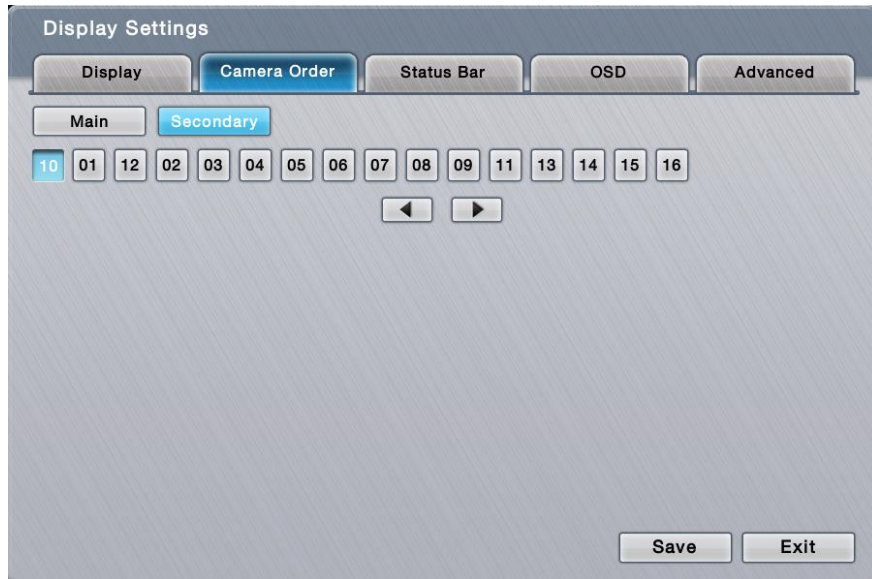 Display Settings
Display Camera Order Status Bar OSD Advanced
Main Secondary
10 01 12 02 03 04 05 06 07 08 09 11 13 14 15 16
Save Exit